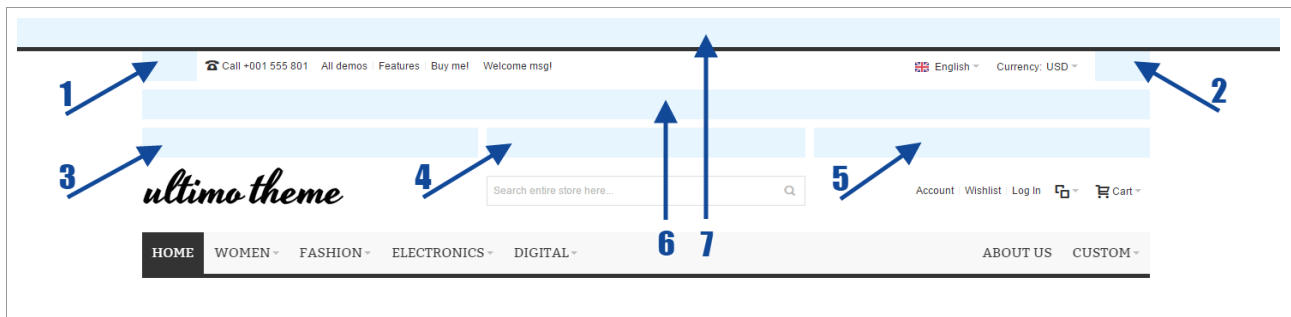 Call +001 555 801 All demos Features Buy me! Welcome msg! English Currency: USD
1
2
3
4
5
ultimo theme
Search entire store here...
Account Wishlist Log In Cart
6
7
HOME WOMEN FASHION ELECTRONICS DIGITAL ABOUT US CUSTOM